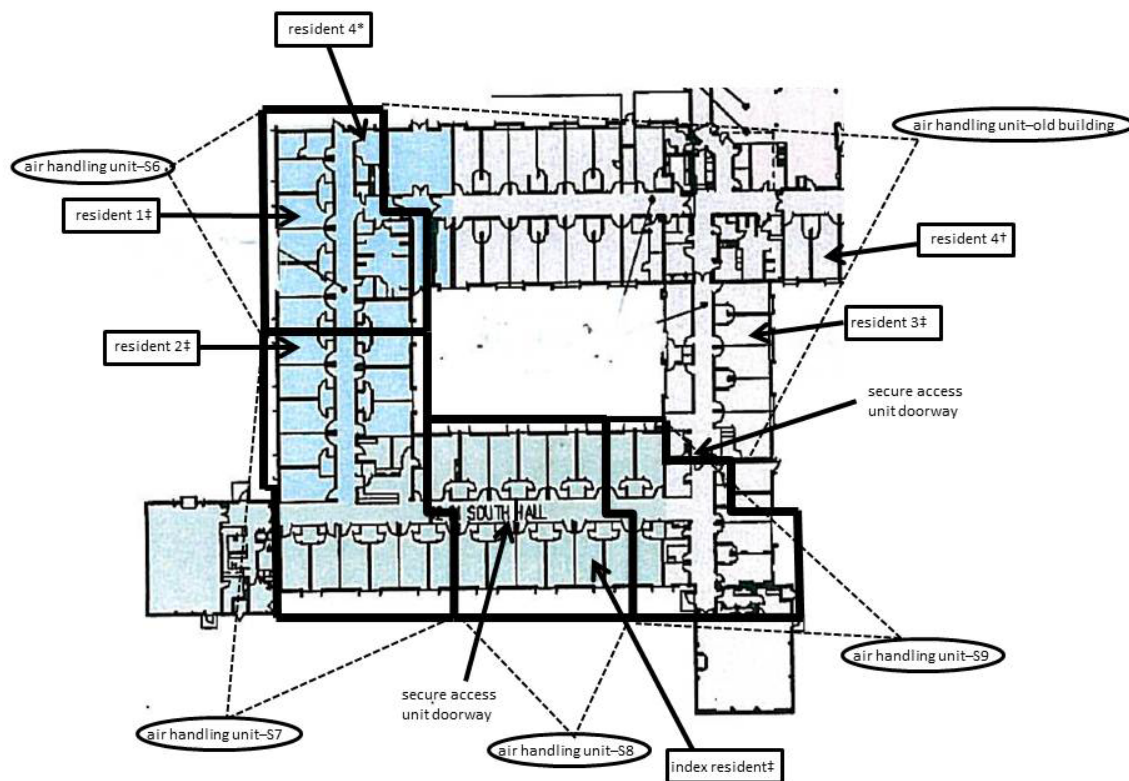 resident 4*
air handling unit–old building
air handling unit–S6
resident 1‡
resident 4†
resident 3‡
resident 2‡
secure access
unit doorway
SOUTH HALL
air handling unit–S9
secure access
unit doorway
air handling unit–S7
air handling unit–S8
index resident‡